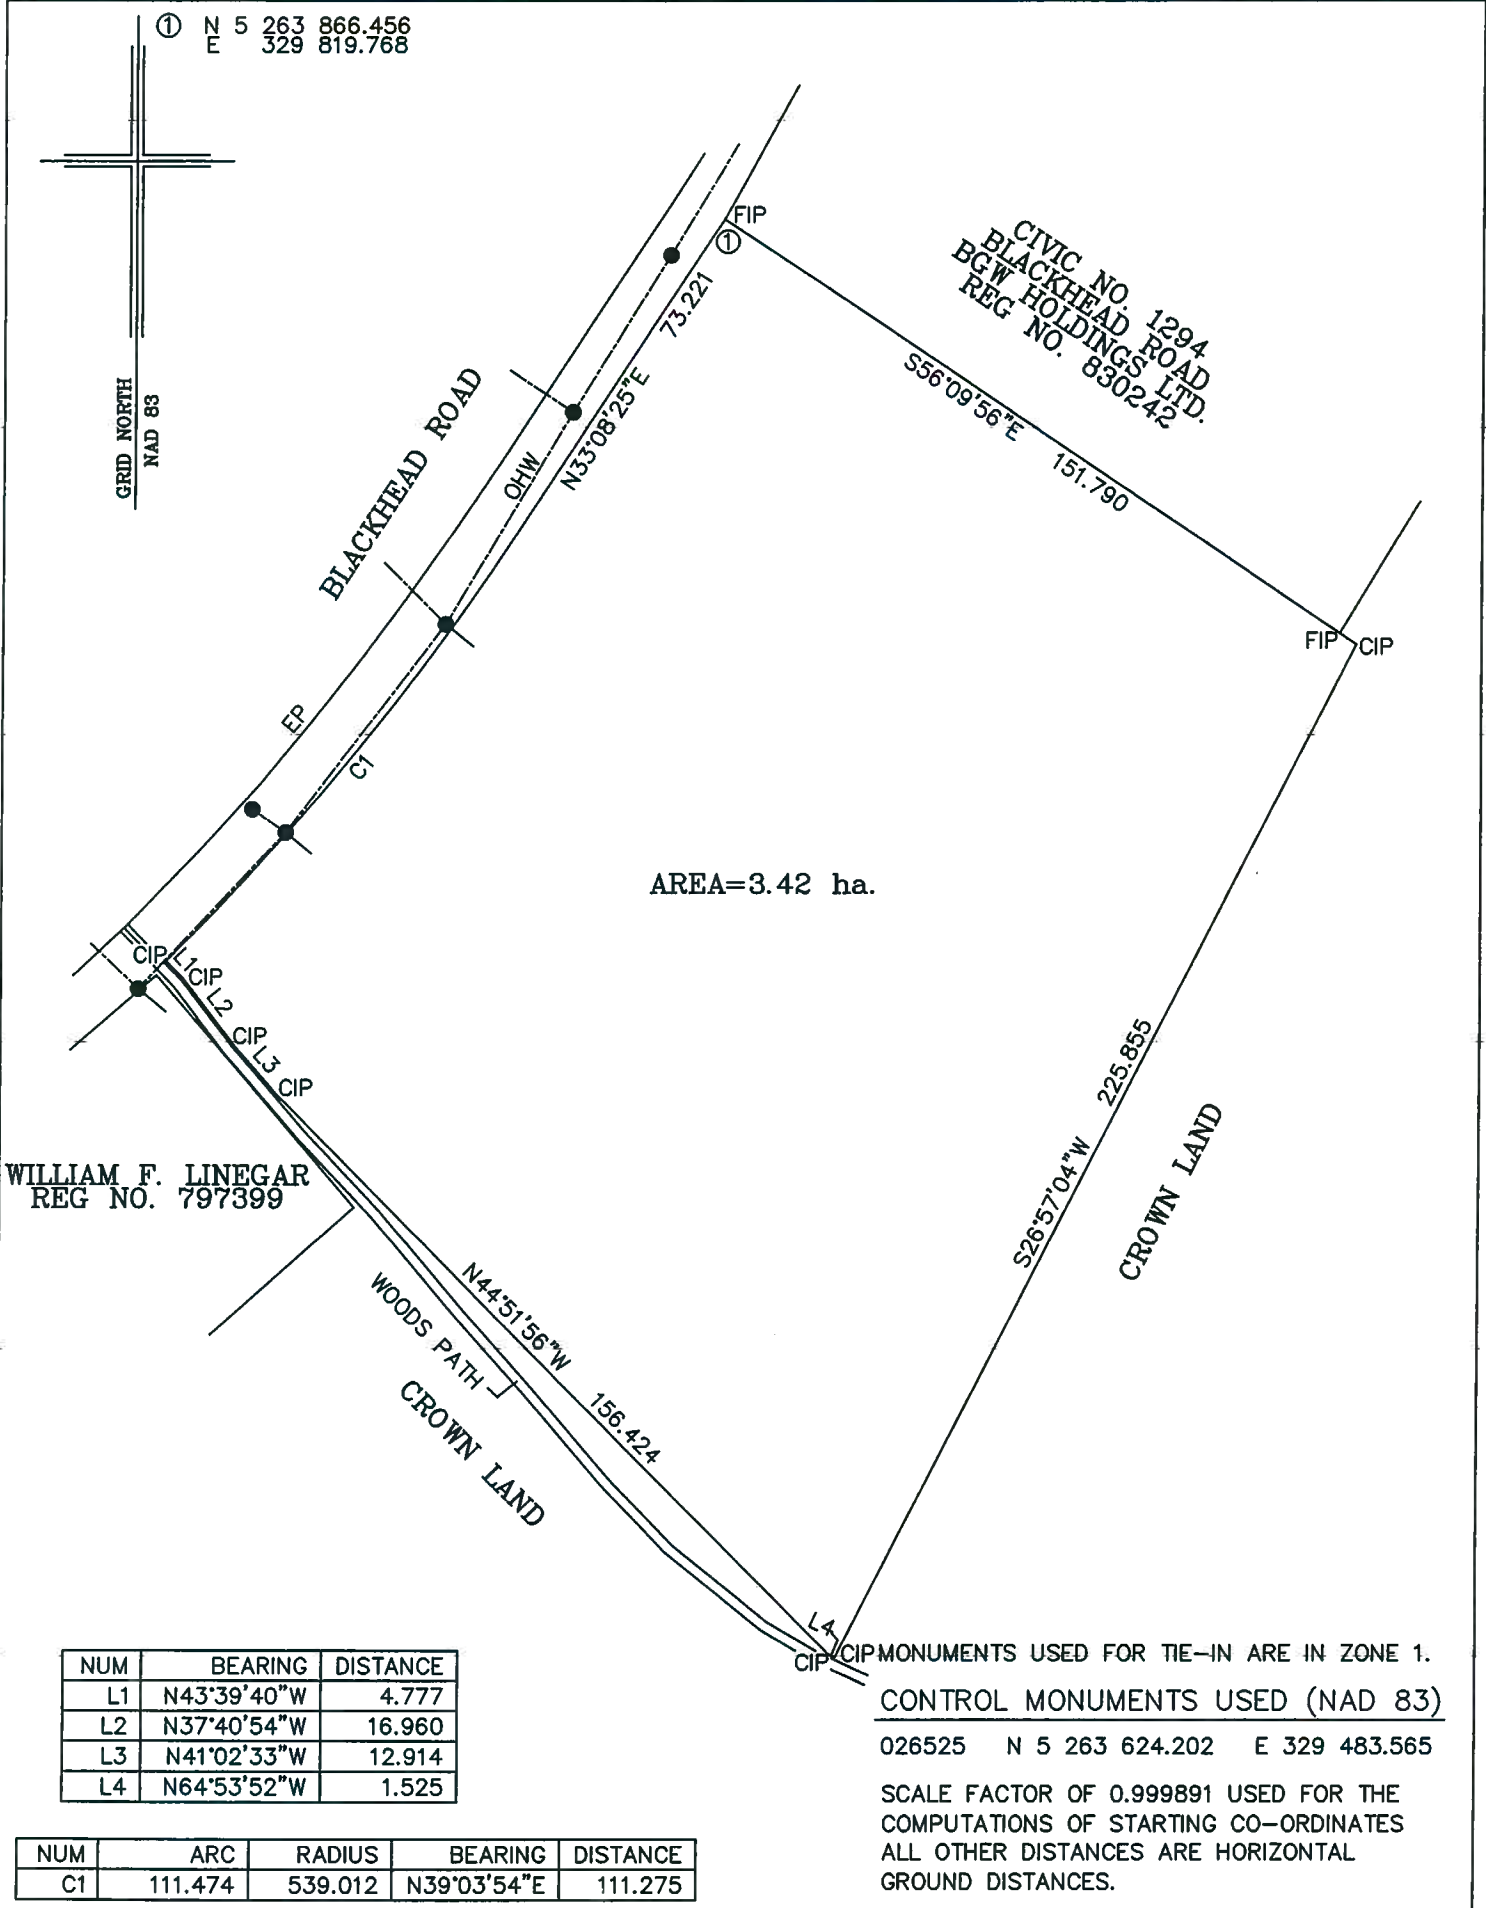 ① N 5 263 866.456
E 329 819.768
GRID NORTH
NAD 83
FIP
①
CIVIC NO. 1294
BLACKHEAD ROAD
BGW HOLDINGS LTD.
REG NO. 830242
73.221
N33°08'25"E
S56°09'56"E 151.790
BLACKHEAD ROAD
OHW
EP
C1
FIP
CIP
AREA=3.42 ha.
CIP
L1
CIP
L2
CIP
L3
CIP
225.855
S26°57'04"W
CROWN LAND
WILLIAM F. LINEGAR
REG NO. 797399
N44°51'56"W 156.424
WOODS PATH
CROWN LAND
L4
CIP
CIP
MONUMENTS USED FOR TIE-IN ARE IN ZONE 1.
CONTROL MONUMENTS USED (NAD 83)
026525 N 5 263 624.202 E 329 483.565
SCALE FACTOR OF 0.999891 USED FOR THE
COMPUTATIONS OF STARTING CO-ORDINATES
ALL OTHER DISTANCES ARE HORIZONTAL
GROUND DISTANCES.
NUM BEARING DISTANCE
L1 N43°39'40"W 4.777
L2 N37°40'54"W 16.960
L3 N41°02'33"W 12.914
L4 N64°53'52"W 1.525
NUM ARC RADIUS BEARING DISTANCE
C1 111.474 539.012 N39°03'54"E 111.275